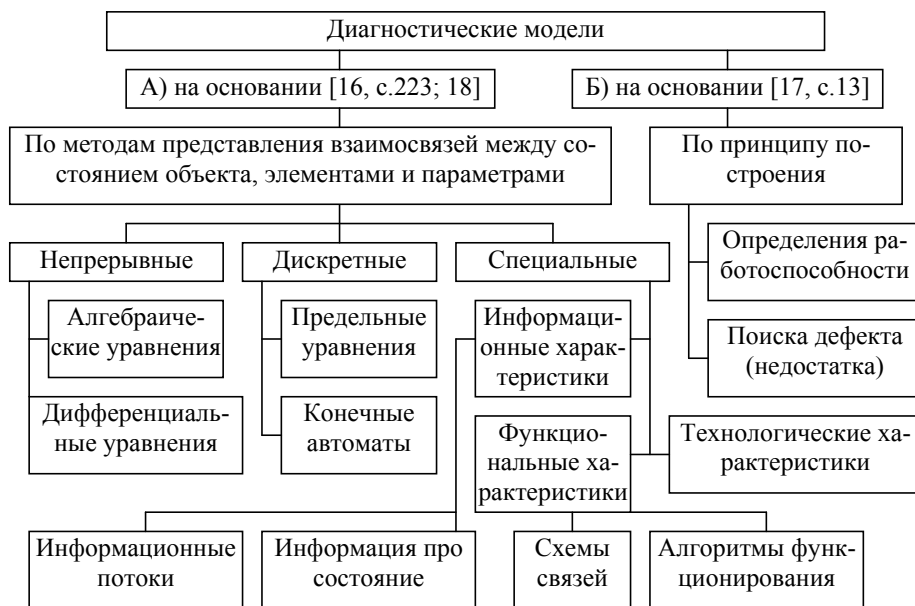 Диагностические модели
А) на основании [16, с.223; 18]
Б) на основании [17, с.13]
По методам представления взаимосвязей между со-
стоянием объекта, элементами и параметрами
По принципу по-
строения
Непрерывные
Дискретные
Специальные
Определения ра-
ботоспособности
Алгебраиче-
ские уравнения
Предельные
уравнения
Информаци-
онные харак-
теристики
Поиска дефекта
(недостатка)
Дифференциаль-
ные уравнения
Конечные
автоматы
Функцио-
нальные ха-
рактеристики
Технологические ха-
рактеристики
Информационные
потоки
Информация про
состояние
Схемы
связей
Алгоритмы функ-
ционирования